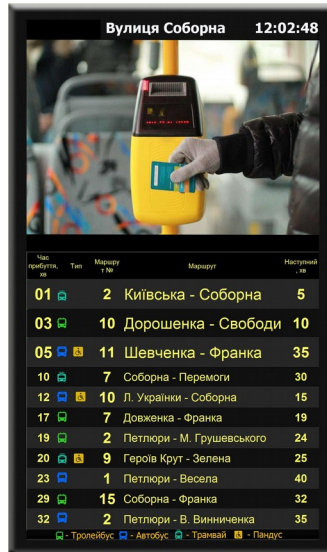 Вулиця Соборна 12:02:48
Час прибуття, хв Тип Маршрут № Маршрут Наступний, хв
01 2 Київська - Соборна 5
03 10 Дорошенка - Свободи 10
05 11 Шевченка - Франка 35
10 7 Соборна - Перемоги 30
12 10 Л. Українки - Соборна 15
17 7 Довженка - Франка 19
19 2 Петлюри - М. Грушевського 24
20 9 Героїв Крут - Зелена 25
23 1 Петлюри - Весела 40
29 15 Соборна - Франка 32
32 2 Петлюри - В. Винниченка 35
- Тролейбус - Автобус - Трамвай - Пандус